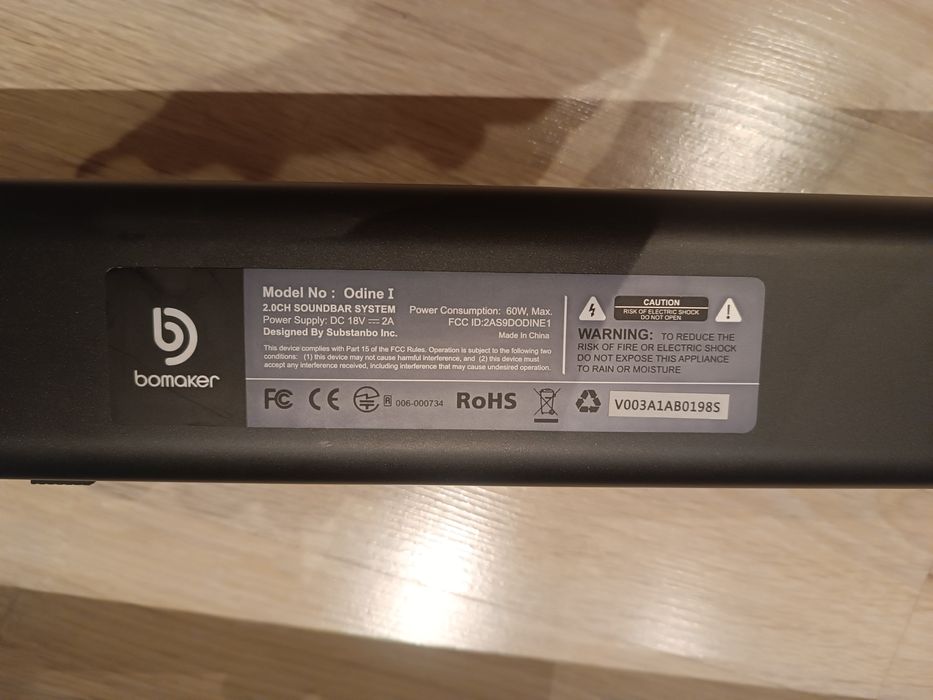 bomaker
Model No : Odine I
2.0CH SOUNDBAR SYSTEM
Power Supply: DC 18V ⎓ 2A
Designed By Substanbo Inc.
Power Consumption: 60W, Max.
FCC ID:2AS9DODINE1
Made In China
This device complies with Part 15 of the FCC Rules. Operation is subject to the following two
conditions: (1) this device may not cause harmful interference, and (2) this device must
accept any interference received, including interference that may cause undesired operation.
CAUTION
RISK OF ELECTRIC SHOCK
DO NOT OPEN
WARNING: TO REDUCE THE
RISK OF FIRE OR ELECTRIC SHOCK
DO NOT EXPOSE THIS APPLIANCE
TO RAIN OR MOISTURE
FC CE R 006-000734 RoHS V003A1AB0198S